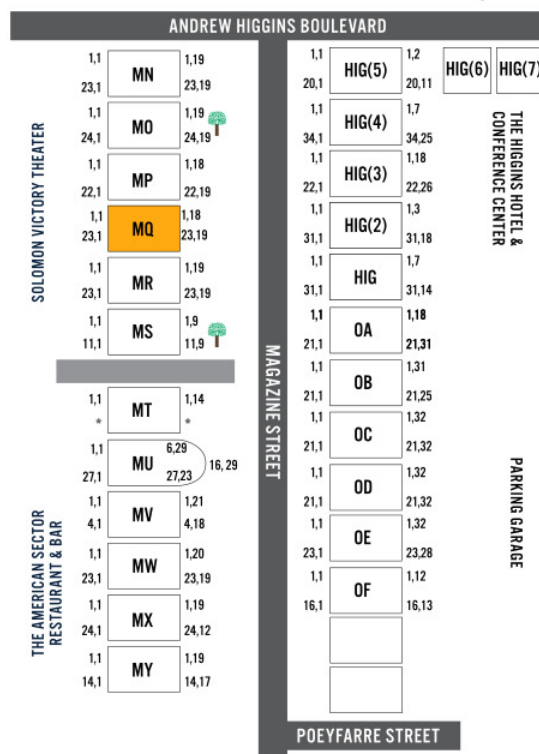 ANDREW HIGGINS BOULEVARD
SOLOMON VICTORY THEATER
1,1 MN 1,19
23,1 23,19
1,1 MO 1,19
24,1 24,19
1,1 MP 1,18
22,1 22,19
1,1 MQ 1,18
23,1 23,19
1,1 MR 1,19
23,1 23,19
1,1 MS 1,9
11,1 11,9
THE AMERICAN SECTOR
RESTAURANT & BAR
1,1 MT 1,14
* *
1,1 MU 6,29
16,29
27,1 27,23
1,1 MV 1,21
4,1 4,18
1,1 MW 1,20
23,1 23,19
1,1 MX 1,19
24,1 24,12
1,1 MY 1,19
14,1 14,17
MAGAZINE STREET
1,1 HIG(5) 1,2
20,1 20,11
HIG(6) HIG(7)
1,1 HIG(4) 1,7
34,1 34,25
1,1 HIG(3) 1,18
22,1 22,26
1,1 HIG(2) 1,3
31,1 31,18
1,1 HIG 1,7
31,1 31,14
1,1 OA 1,18
21,1 21,31
1,1 OB 1,31
21,1 21,25
1,1 OC 1,32
21,1 21,32
1,1 OD 1,32
21,1 21,32
1,1 OE 1,32
23,1 23,28
1,1 OF 1,12
16,1 16,13
THE HIGGINS HOTEL &
CONFERENCE CENTER
PARKING GARAGE
POEYFARRE STREET